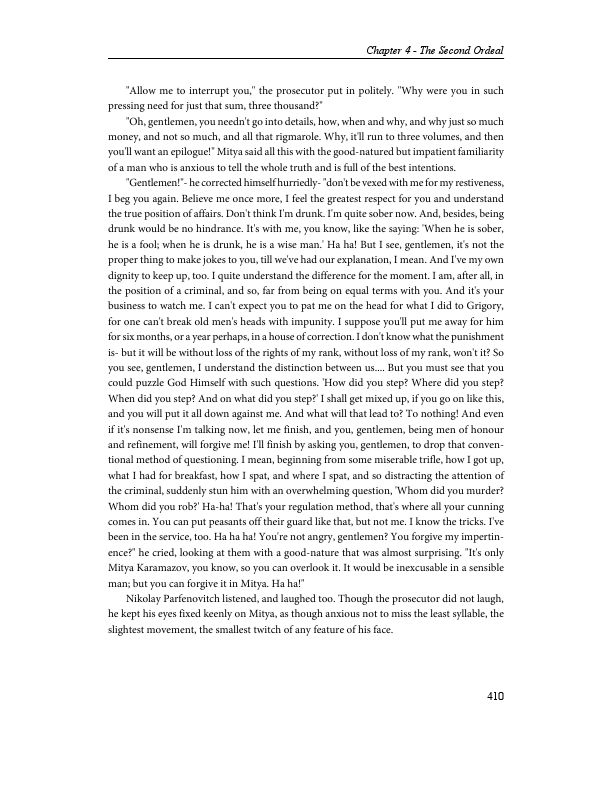 Chapter 4 - The Second Ordeal
"Allow me to interrupt you," the prosecutor put in politely. "Why were you in such
pressing need for just that sum, three thousand?"
"Oh, gentlemen, you needn't go into details, how, when and why, and why just so much
money, and not so much, and all that rigmarole. Why, it'll run to three volumes, and then
you'll want an epilogue!" Mitya said all this with the good-natured but impatient familiarity
of a man who is anxious to tell the whole truth and is full of the best intentions.
"Gentlemen!"- he corrected himself hurriedly- "don't be vexed with me for my restiveness,
I beg you again. Believe me once more, I feel the greatest respect for you and understand
the true position of affairs. Don't think I'm drunk. I'm quite sober now. And, besides, being
drunk would be no hindrance. It's with me, you know, like the saying: 'When he is sober,
he is a fool; when he is drunk, he is a wise man.' Ha ha! But I see, gentlemen, it's not the
proper thing to make jokes to you, till we've had our explanation, I mean. And I've my own
dignity to keep up, too. I quite understand the difference for the moment. I am, after all, in
the position of a criminal, and so, far from being on equal terms with you. And it's your
business to watch me. I can't expect you to pat me on the head for what I did to Grigory,
for one can't break old men's heads with impunity. I suppose you'll put me away for him
for six months, or a year perhaps, in a house of correction. I don't know what the punishment
is- but it will be without loss of the rights of my rank, without loss of my rank, won't it? So
you see, gentlemen, I understand the distinction between us.... But you must see that you
could puzzle God Himself with such questions. 'How did you step? Where did you step?
When did you step? And on what did you step?' I shall get mixed up, if you go on like this,
and you will put it all down against me. And what will that lead to? To nothing! And even
if it's nonsense I'm talking now, let me finish, and you, gentlemen, being men of honour
and refinement, will forgive me! I'll finish by asking you, gentlemen, to drop that conven-
tional method of questioning. I mean, beginning from some miserable trifle, how I got up,
what I had for breakfast, how I spat, and where I spat, and so distracting the attention of
the criminal, suddenly stun him with an overwhelming question, 'Whom did you murder?
Whom did you rob?' Ha-ha! That's your regulation method, that's where all your cunning
comes in. You can put peasants off their guard like that, but not me. I know the tricks. I've
been in the service, too. Ha ha ha! You're not angry, gentlemen? You forgive my impertin-
ence?" he cried, looking at them with a good-nature that was almost surprising. "It's only
Mitya Karamazov, you know, so you can overlook it. It would be inexcusable in a sensible
man; but you can forgive it in Mitya. Ha ha!"
Nikolay Parfenovitch listened, and laughed too. Though the prosecutor did not laugh,
he kept his eyes fixed keenly on Mitya, as though anxious not to miss the least syllable, the
slightest movement, the smallest twitch of any feature of his face.
410